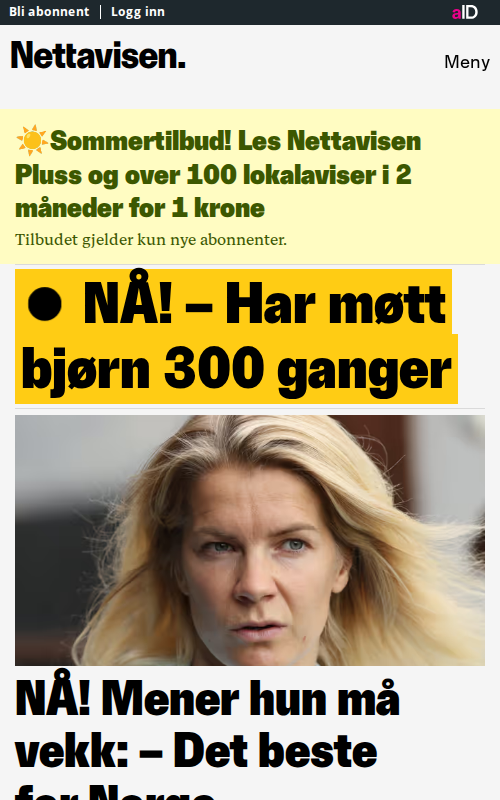 Bli abonnent | Logg inn
aID
Nettavisen.
Meny
☀️Sommertilbud! Les Nettavisen
Pluss og over 100 lokalaviser i 2
måneder for 1 krone
Tilbudet gjelder kun nye abonnenter.
● NÅ! – Har møtt
bjørn 300 ganger
NÅ! Mener hun må
vekk: – Det beste
for Norge